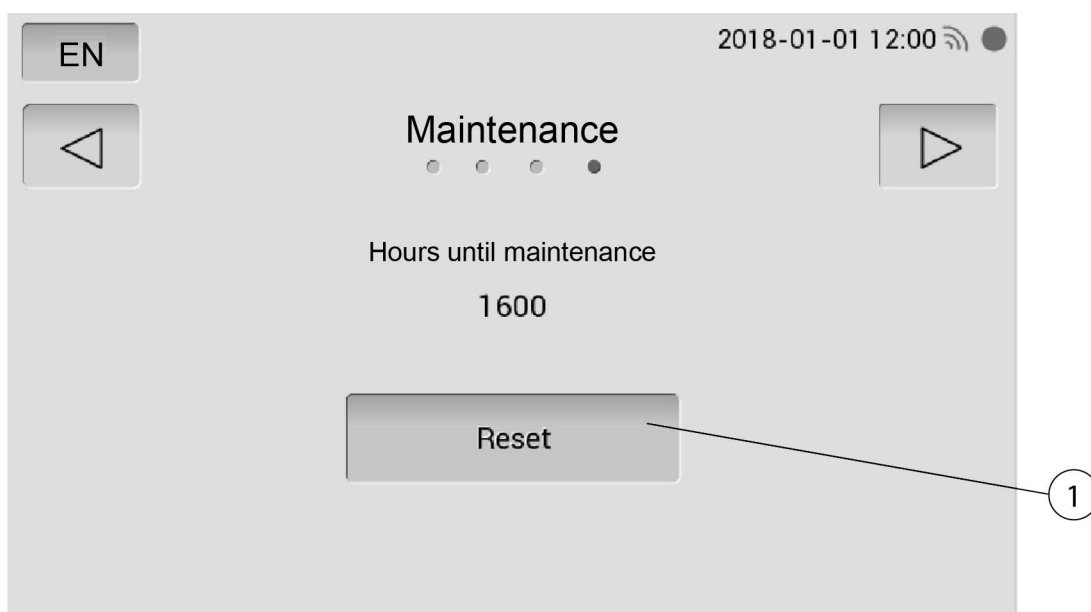 EN
2018-01-01 12:00
Maintenance
Hours until maintenance
1600
Reset
1